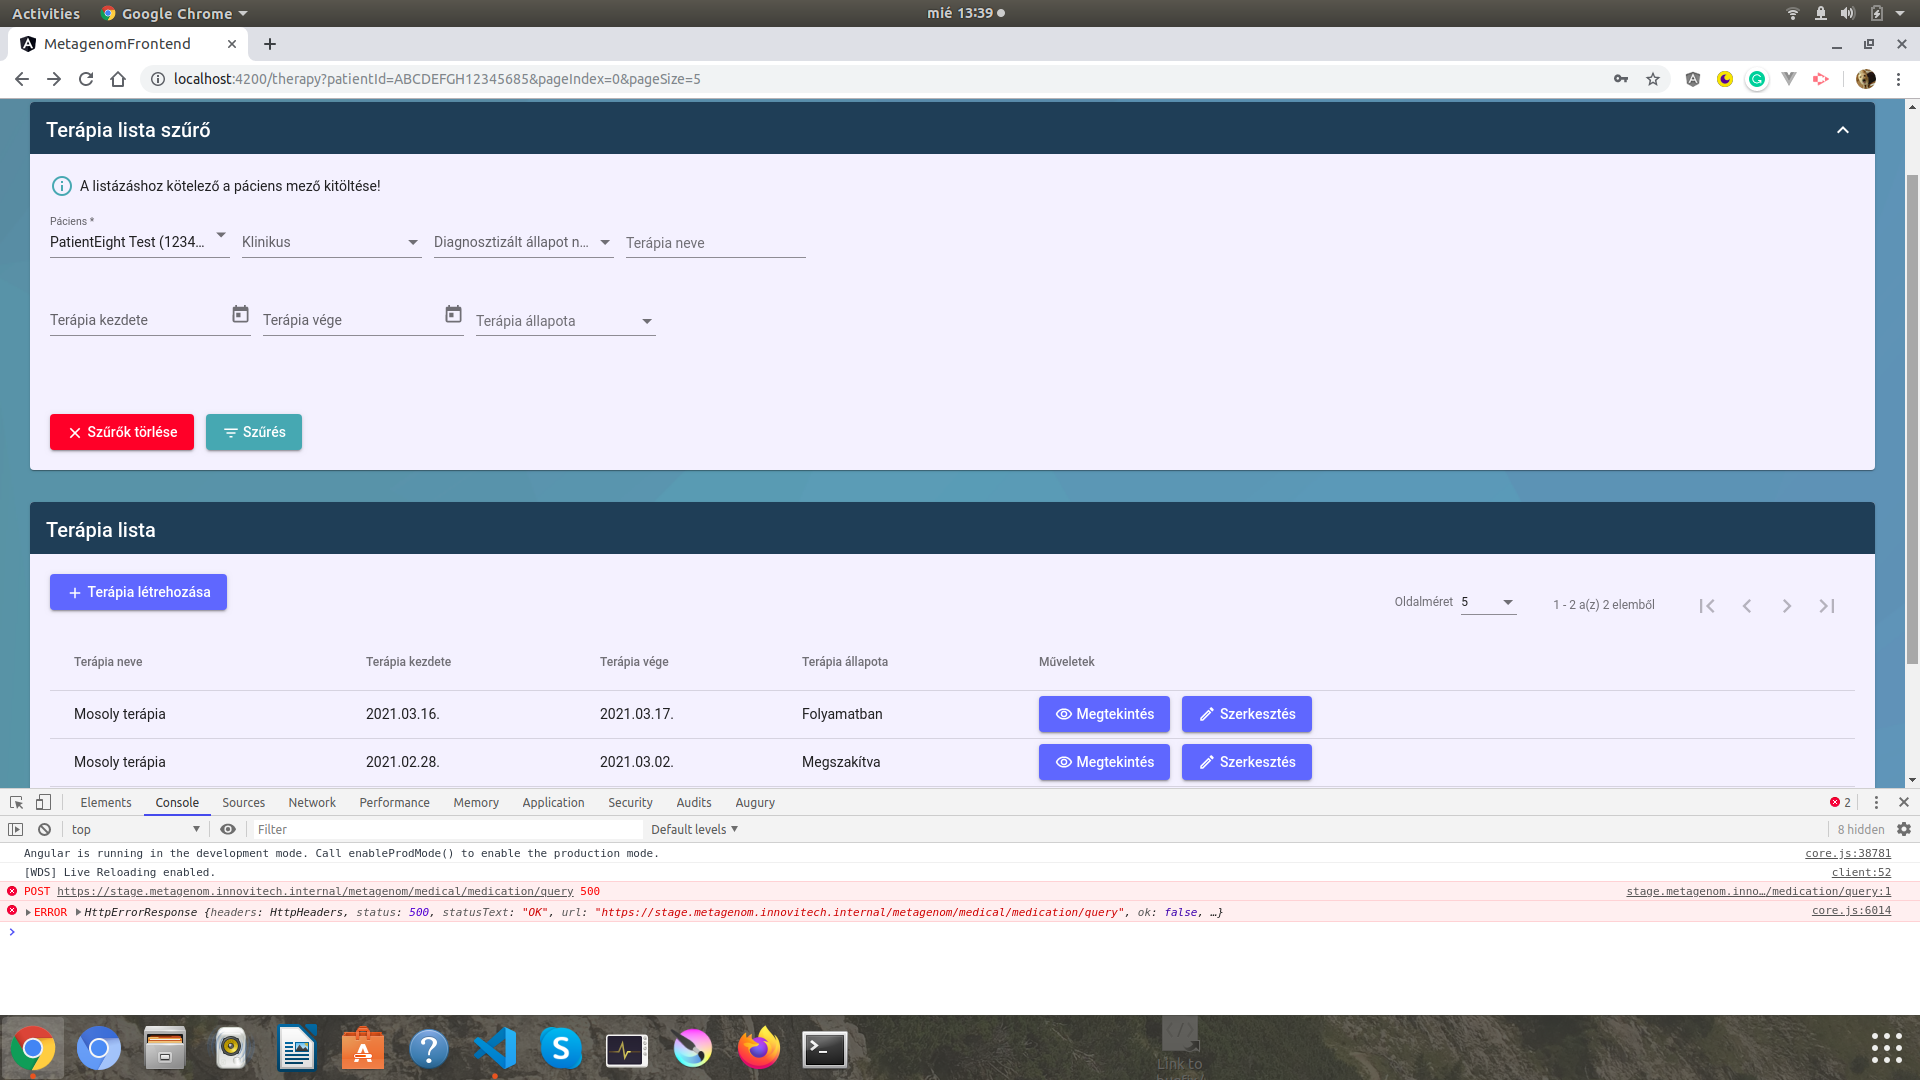 Activities Google Chrome mié 13:39
MetagenomFrontend
localhost:4200/therapy?patientId=ABCDEFGH12345685&pageIndex=0&pageSize=5
Terápia lista szűrő
A listázáshoz kötelező a páciens mező kitöltése!
Páciens *
PatientEight Test (1234... Klinikus Diagnosztizált állapot n... Terápia neve
Terápia kezdete Terápia vége Terápia állapota
Szűrők törlése Szűrés
Terápia lista
Terápia létrehozása
Oldalméret 5 1 - 2 a(z) 2 elemből
Terápia neve Terápia kezdete Terápia vége Terápia állapota Műveletek
Mosoly terápia 2021.03.16. 2021.03.17. Folyamatban Megtekintés Szerkesztés
Mosoly terápia 2021.02.28. 2021.03.02. Megszakítva Megtekintés Szerkesztés
Elements Console Sources Network Performance Memory Application Security Audits Augury 2
top Filter Default levels 8 hidden
Angular is running in the development mode. Call enableProdMode() to enable the production mode. core.js:38781
[WDS] Live Reloading enabled. client:52
POST https://stage.metagenom.innovitech.internal/metagenom/medical/medication/query 500 stage.metagenom.inno…/medication/query:1
ERROR HttpErrorResponse {headers: HttpHeaders, status: 500, statusText: "OK", url: "https://stage.metagenom.innovitech.internal/metagenom/medical/medication/query", ok: false, …} core.js:6014
Link to